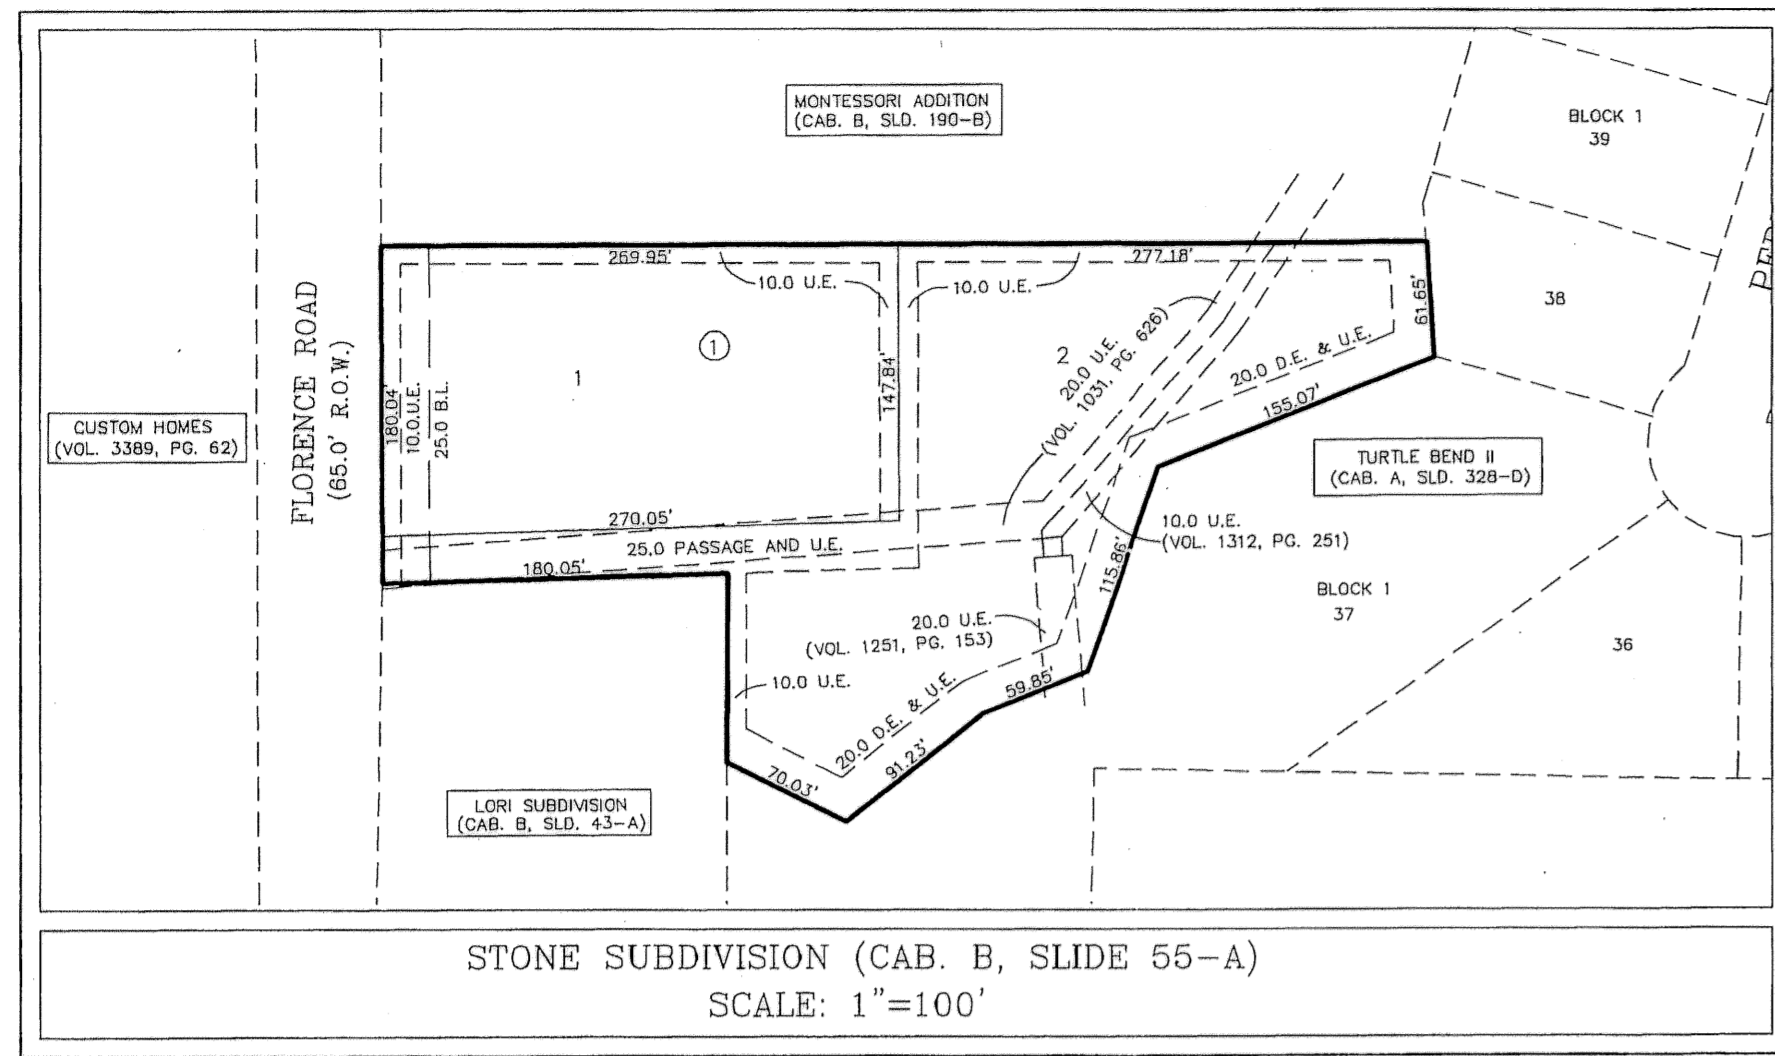 MONTESSORI ADDITION
(CAB. B, SLD. 190-B)
BLOCK 1
39
38
269.95'
277.18'
10.0 U.E.
10.0 U.E.
61.65'
FLORENCE ROAD
(65.0' R.O.W.)
CUSTOM HOMES
(VOL. 3389, PG. 62)
180.04'
10.0.U.E.
25.0 B.L.
1
1
147.84'
2
20.0 U.E.
(VOL. 1031, PG. 626)
20.0 D.E. & U.E.
155.07'
TURTLE BEND II
(CAB. A, SLD. 328-D)
270.05'
25.0 PASSAGE AND U.E.
180.05'
10.0 U.E.
(VOL. 1312, PG. 251)
115.86'
BLOCK 1
37
36
20.0 U.E.
(VOL. 1251, PG. 153)
10.0 U.E.
20.0 D.E. & U.E.
59.85'
91.23'
70.03'
LORI SUBDIVISION
(CAB. B, SLD. 43-A)
STONE SUBDIVISION (CAB. B, SLIDE 55-A)
SCALE: 1"=100'